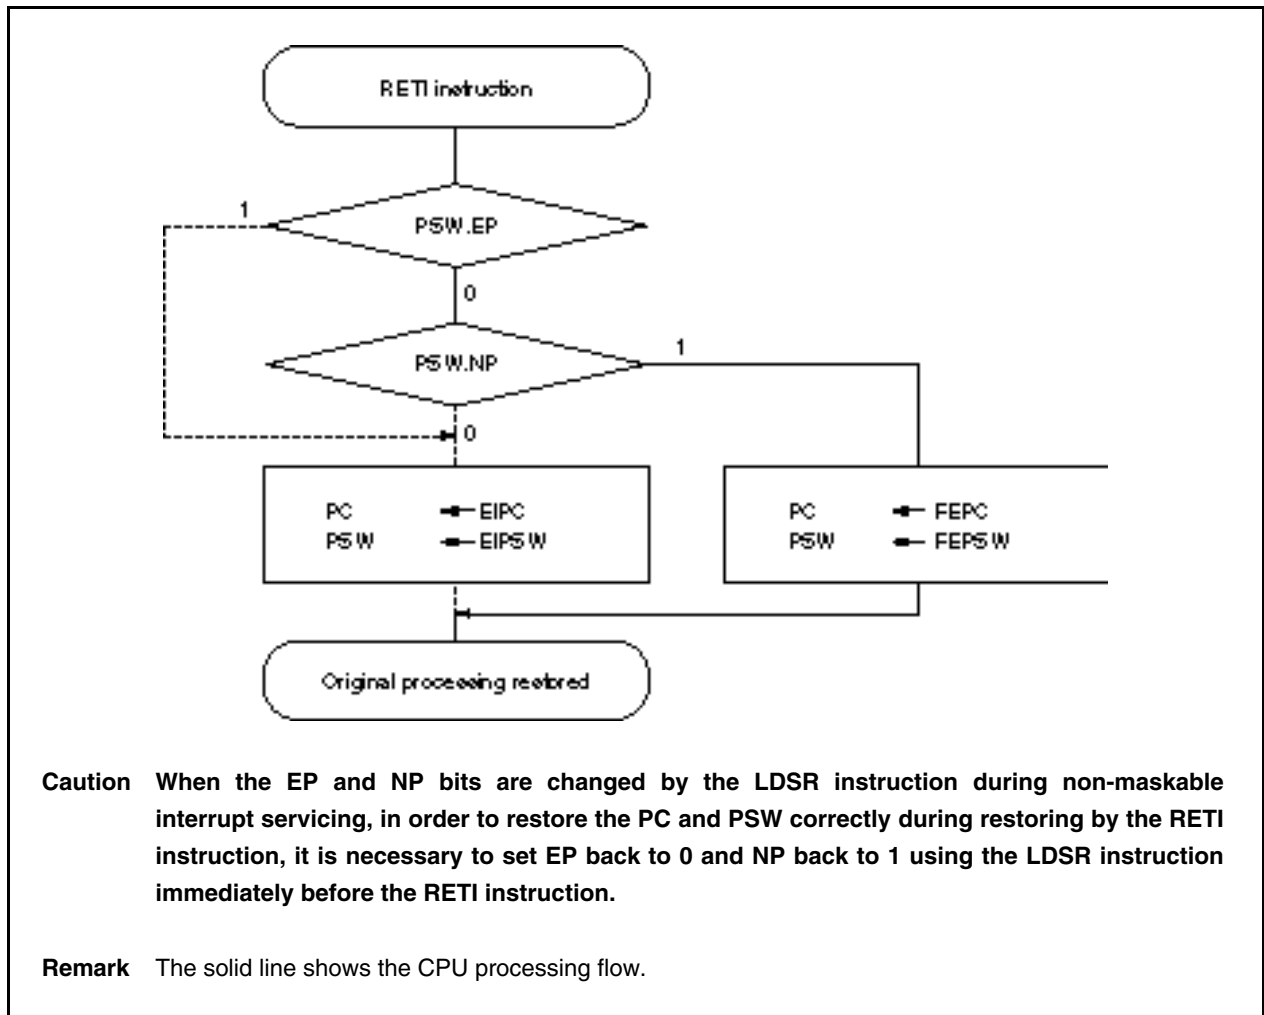 RETI instruction
1
PSW.EP
0
1
PSW.NP
0
PC ← EIPC
PSW ← EIPSW
PC ← FEPC
PSW ← FEPSW
Original processing restored
Caution When the EP and NP bits are changed by the LDSR instruction during non-maskable
interrupt servicing, in order to restore the PC and PSW correctly during restoring by the RETI
instruction, it is necessary to set EP back to 0 and NP back to 1 using the LDSR instruction
immediately before the RETI instruction.
Remark The solid line shows the CPU processing flow.